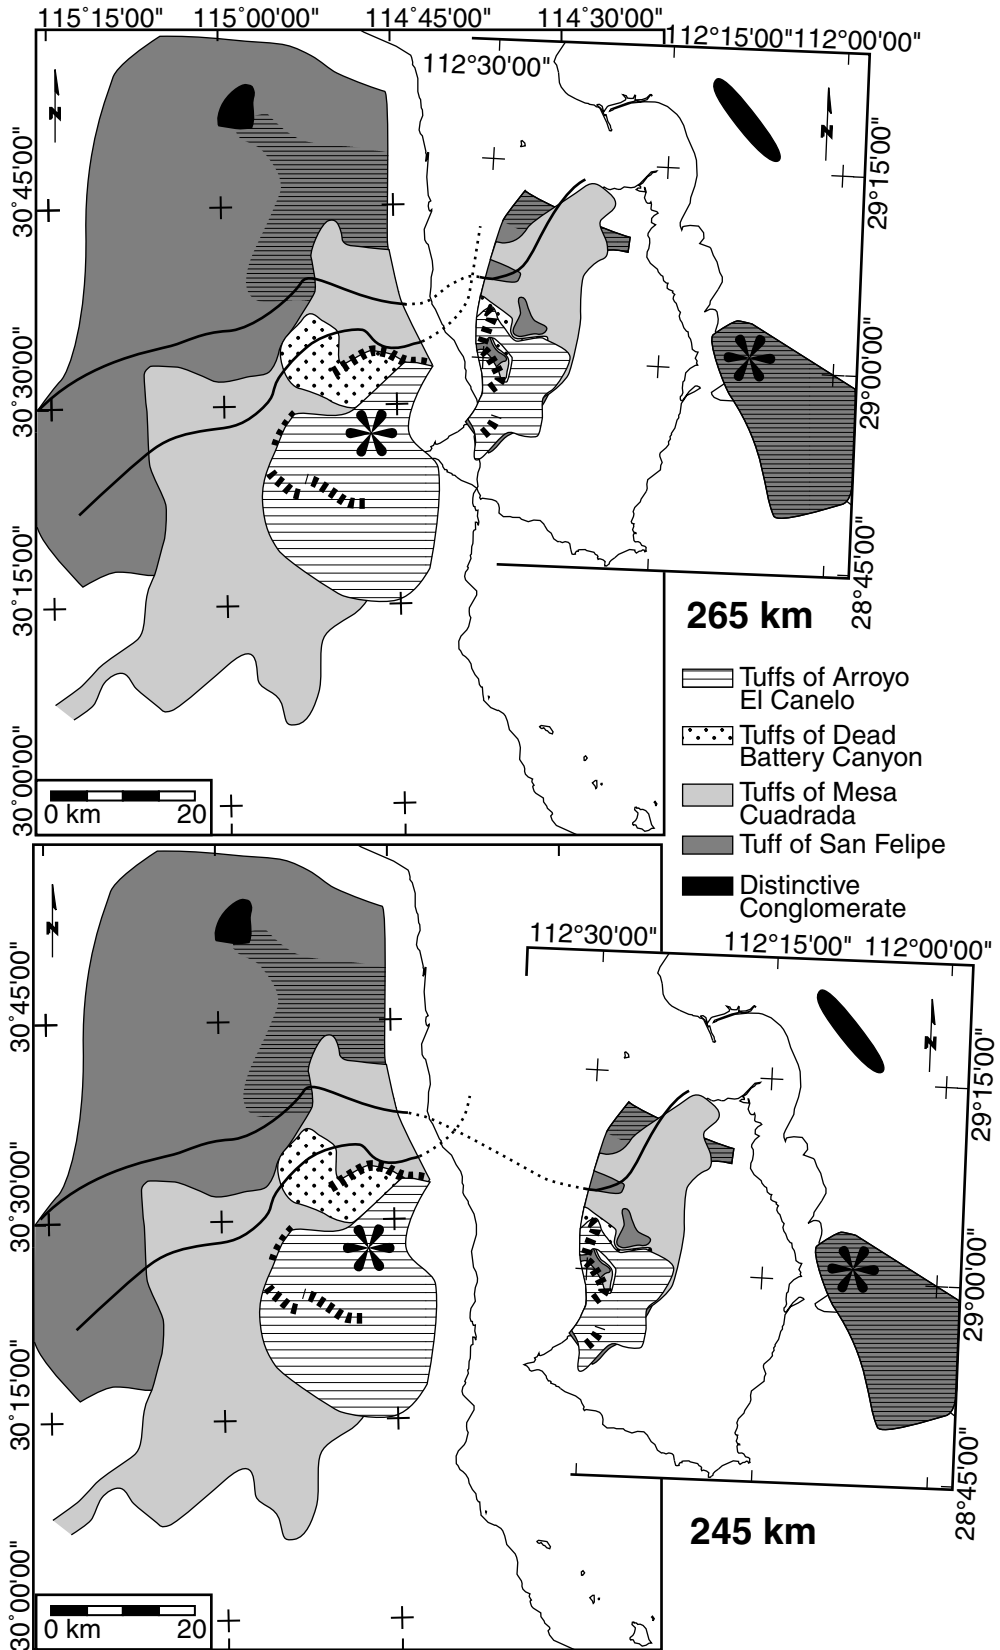 115°15'00"
115°00'00"
114°45'00"
114°30'00"
112°15'00"
112°00'00"
112°30'00"
N
N
30°45'00"
29°15'00"
30°30'00"
29°00'00"
30°15'00"
28°45'00"
30°00'00"
265 km
0 km 20
Tuffs of Arroyo
El Canelo
Tuffs of Dead
Battery Canyon
Tuffs of Mesa
Cuadrada
Tuff of San Felipe
Distinctive
Conglomerate
112°30'00"
112°15'00"
112°00'00"
N
N
30°45'00"
29°15'00"
30°30'00"
29°00'00"
30°15'00"
28°45'00"
245 km
30°00'00"
0 km 20